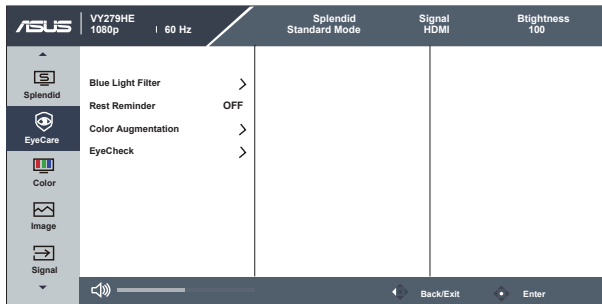 ASUS
VY279HE
1080p | 60 Hz
Splendid
Standard Mode
Signal
HDMI
Btightness
100
Splendid
EyeCare
Color
Image
Signal
Blue Light Filter
Rest Reminder OFF
Color Augmentation
EyeCheck
Back/Exit
Enter